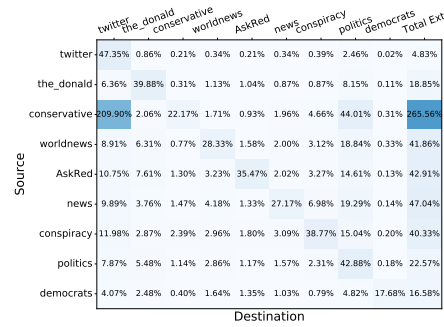 twitter the_donald conservative worldnews AskRed news conspiracy politics democrats Total Ext
twitter 47.35% 0.86% 0.21% 0.34% 0.21% 0.34% 0.39% 2.46% 0.02% 4.83%
the_donald 6.36% 39.88% 0.31% 1.13% 1.04% 0.87% 0.87% 8.15% 0.11% 18.85%
conservative 209.90% 2.06% 22.17% 1.71% 0.93% 1.96% 4.66% 44.01% 0.31% 265.56%
worldnews 8.91% 6.31% 0.77% 28.33% 1.58% 2.00% 3.12% 18.84% 0.33% 41.86%
AskRed 10.75% 7.61% 1.30% 3.23% 35.47% 2.02% 3.27% 14.61% 0.13% 42.91%
news 9.89% 3.76% 1.47% 4.18% 1.33% 27.17% 6.98% 19.29% 0.14% 47.04%
conspiracy 11.98% 2.87% 2.39% 2.96% 1.80% 3.09% 38.77% 15.04% 0.20% 40.33%
politics 7.87% 5.48% 1.14% 2.86% 1.17% 1.57% 2.31% 42.88% 0.18% 22.57%
democrats 4.07% 2.48% 0.40% 1.64% 1.35% 1.03% 0.79% 4.82% 17.68% 16.58%
Source
Destination